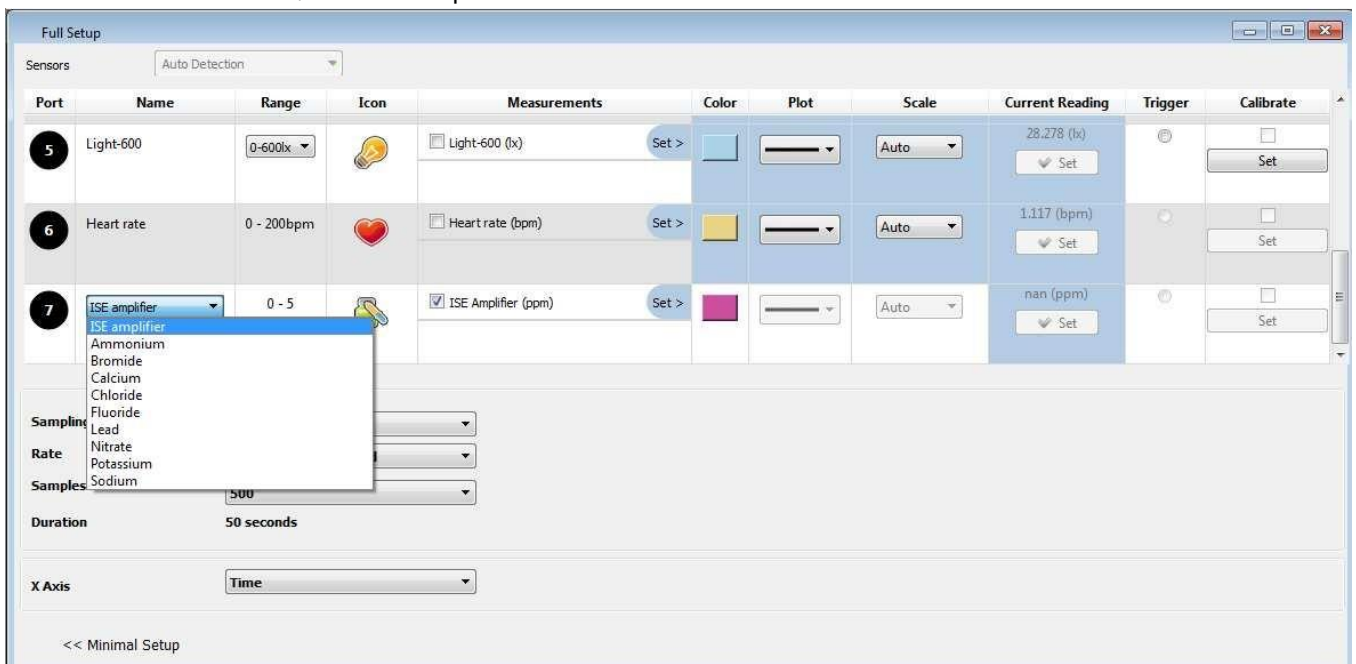 Full Setup
Sensors Auto Detection
Port Name Range Icon Measurements Color Plot Scale Current Reading Trigger Calibrate
5 Light-600 0-600lx Light-600 (lx) Set > Auto 28.278 (lx)
Set Set
6 Heart rate 0 - 200bpm Heart rate (bpm) Set > Auto 1.117 (bpm)
Set Set
7 ISE amplifier 0 - 5 ISE Amplifier (ppm) Set > Auto nan (ppm)
Set Set
ISE amplifier
Ammonium
Bromide
Calcium
Chloride
Fluoride
Lead
Nitrate
Potassium
Sodium
Sampling
Rate
Samples 500
Duration 50 seconds
X Axis Time
<< Minimal Setup